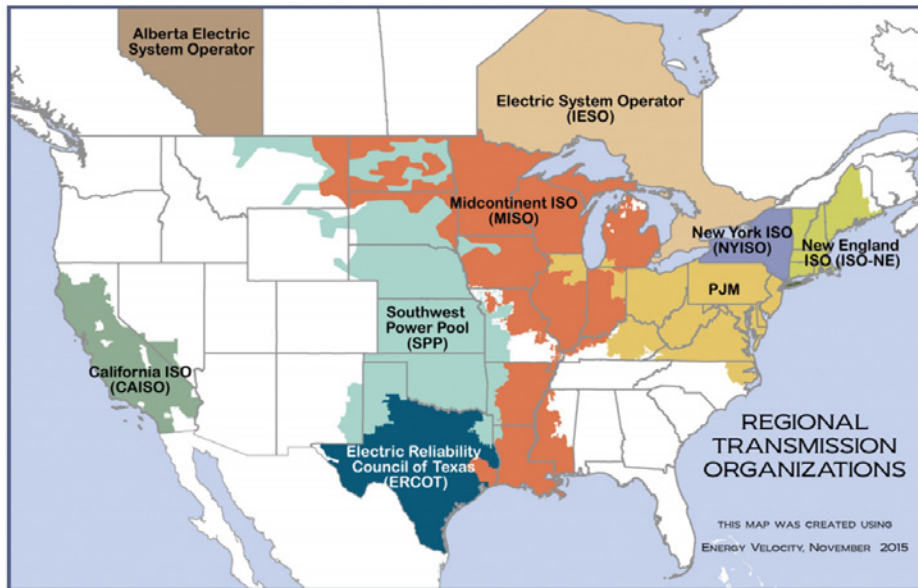 Alberta Electric
System Operator
Electric System Operator
(IESO)
Midcontinent ISO
(MISO)
New York ISO
(NYISO)
New England
ISO (ISO-NE)
PJM
Southwest
Power Pool
(SPP)
California ISO
(CAISO)
Electric Reliability
Council of Texas
(ERCOT)
REGIONAL
TRANSMISSION
ORGANIZATIONS
THIS MAP WAS CREATED USING
ENERGY VELOCITY, NOVEMBER 2015